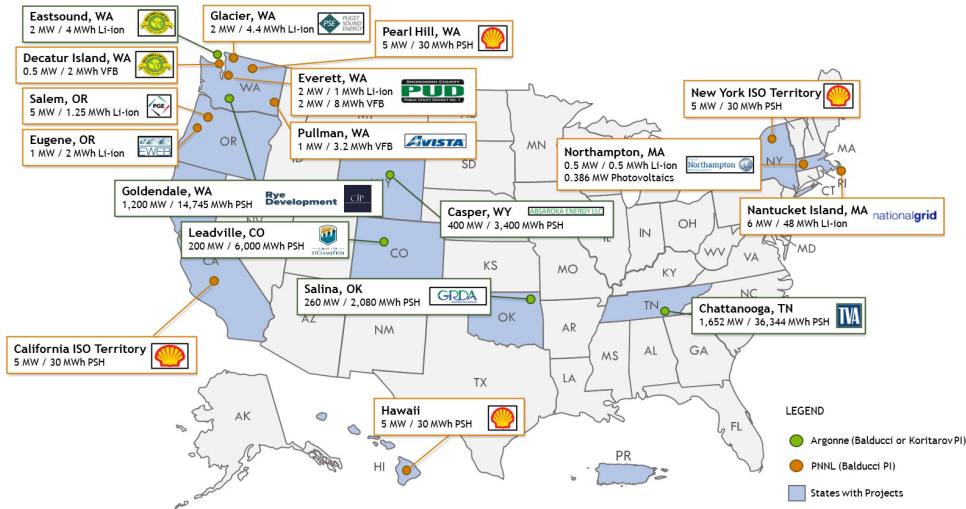 Eastsound, WA
2 MW / 4 MWh Li-ion
Glacier, WA
2 MW / 4.4 MWh Li-ion
PSE
PUGET
SOUND
ENERGY
Pearl Hill, WA
5 MW / 30 MWh PSH
Decatur Island, WA
0.5 MW / 2 MWh VFB
Everett, WA
2 MW / 1 MWh Li-ion
2 MW / 8 MWh VFB
SNOHOMISH COUNTY
PUD
PUBLIC UTILITY DISTRICT NO. 1
Salem, OR
5 MW / 1.25 MWh Li-ion
PGE
Eugene, OR
1 MW / 2 MWh Li-ion
EWEB
Pullman, WA
1 MW / 3.2 MWh VFB
AVISTA
New York ISO Territory
5 MW / 30 MWh PSH
Northampton, MA
0.5 MW / 0.5 MWh Li-ion
0.386 MW Photovoltaics
Northampton
Nantucket Island, MA
6 MW / 48 MWh Li-ion
nationalgrid
Goldendale, WA
1,200 MW / 14,745 MWh PSH
Rye
Development
CIP
Casper, WY
400 MW / 3,400 MWh PSH
ABSAROKA ENERGY LLC
Leadville, CO
200 MW / 6,000 MWh PSH
Salina, OK
260 MW / 2,080 MWh PSH
GRDA
Chattanooga, TN
1,652 MW / 36,344 MWh PSH
TVA
California ISO Territory
5 MW / 30 MWh PSH
Hawaii
5 MW / 30 MWh PSH
WA
OR
CA
AZ
NM
CO
SD
KS
OK
TX
MN
MO
AR
LA
MS
AL
GA
FL
TN
KY
IN
OH
WV
VA
NC
MD
NY
MA
CT
RI
AK
HI
PR
LEGEND
Argonne (Balducci or Koritarov PI)
PNNL (Balducci PI)
States with Projects